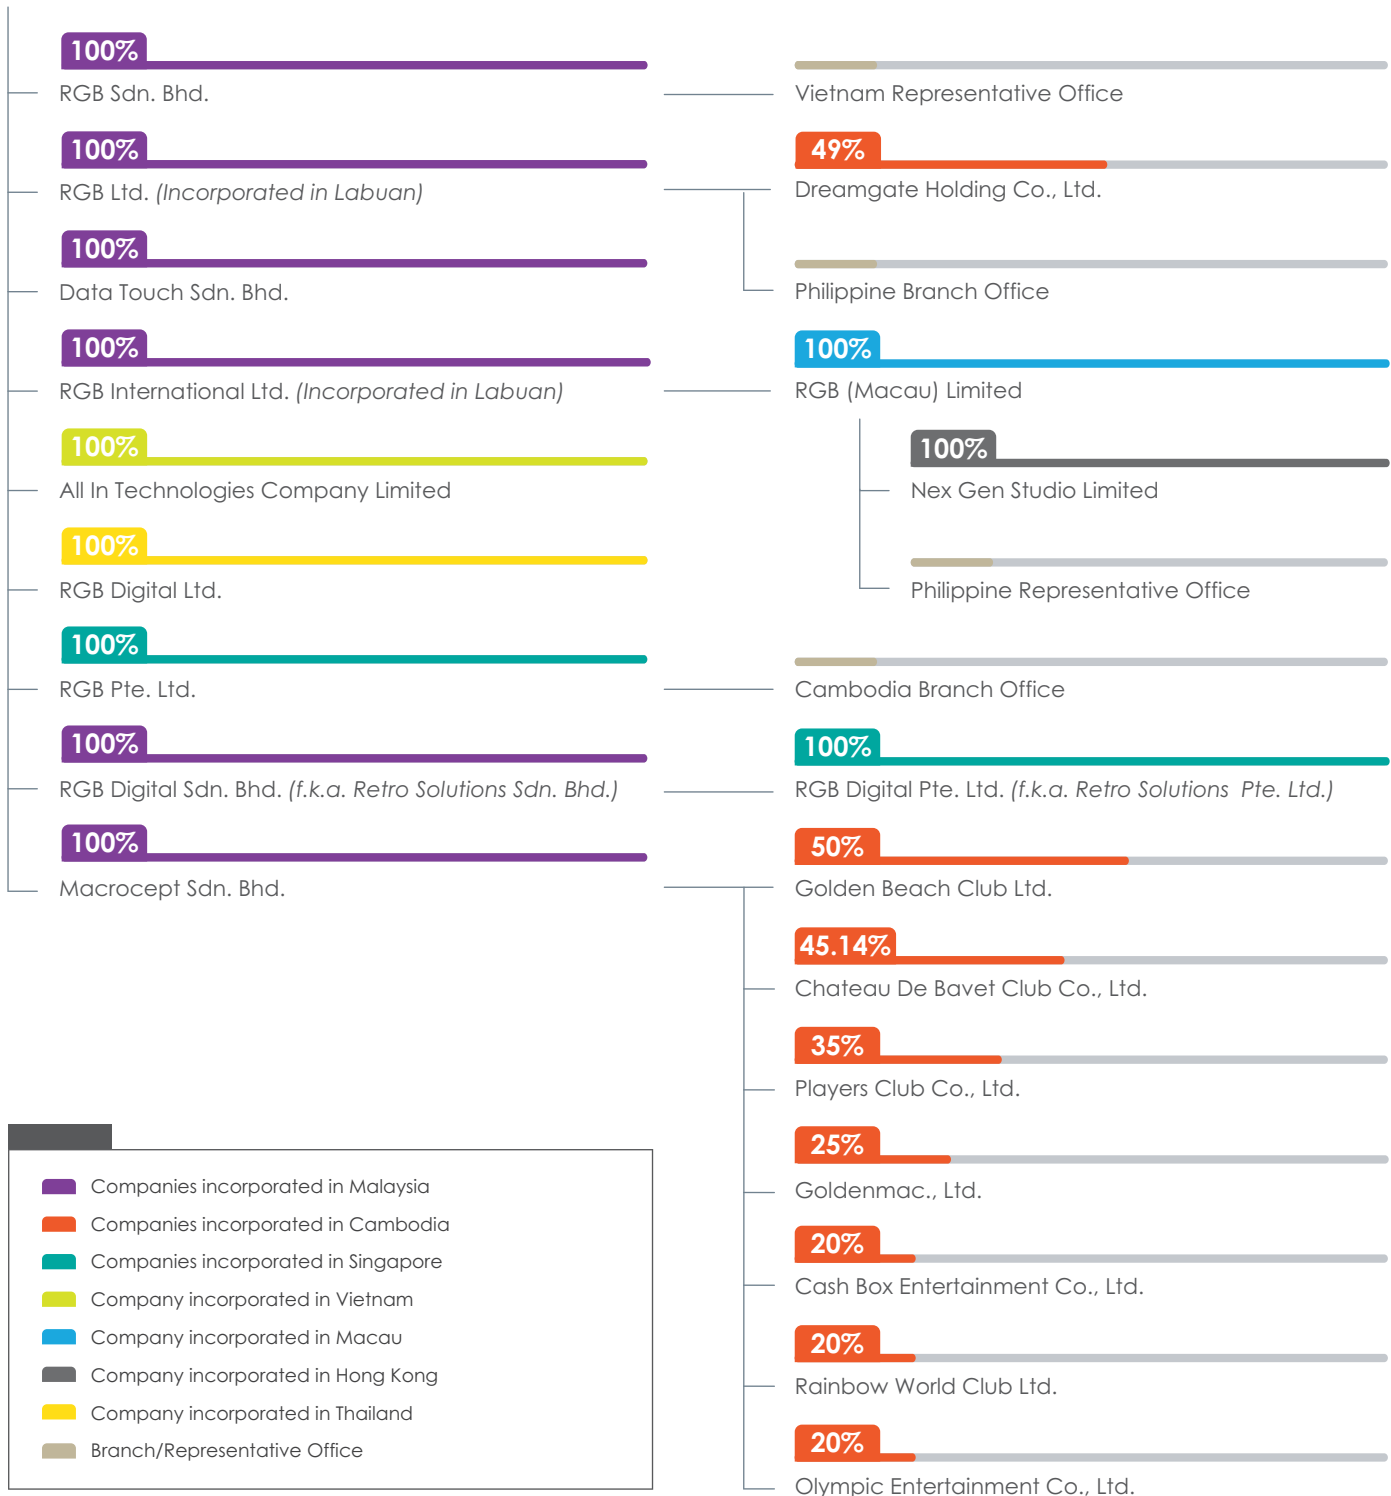 100%
RGB Sdn. Bhd.
Vietnam Representative Office
100%
RGB Ltd. (Incorporated in Labuan)
49%
Dreamgate Holding Co., Ltd.
100%
Data Touch Sdn. Bhd.
Philippine Branch Office
100%
RGB International Ltd. (Incorporated in Labuan)
100%
RGB (Macau) Limited
100%
All In Technologies Company Limited
100%
Nex Gen Studio Limited
100%
RGB Digital Ltd.
Philippine Representative Office
100%
RGB Pte. Ltd.
Cambodia Branch Office
100%
RGB Digital Sdn. Bhd. (f.k.a. Retro Solutions Sdn. Bhd.)
100%
RGB Digital Pte. Ltd. (f.k.a. Retro Solutions Pte. Ltd.)
100%
Macrocept Sdn. Bhd.
50%
Golden Beach Club Ltd.
45.14%
Chateau De Bavet Club Co., Ltd.
35%
Players Club Co., Ltd.
25%
Goldenmac., Ltd.
20%
Cash Box Entertainment Co., Ltd.
20%
Rainbow World Club Ltd.
20%
Olympic Entertainment Co., Ltd.
Companies incorporated in Malaysia
Companies incorporated in Cambodia
Companies incorporated in Singapore
Company incorporated in Vietnam
Company incorporated in Macau
Company incorporated in Hong Kong
Company incorporated in Thailand
Branch/Representative Office